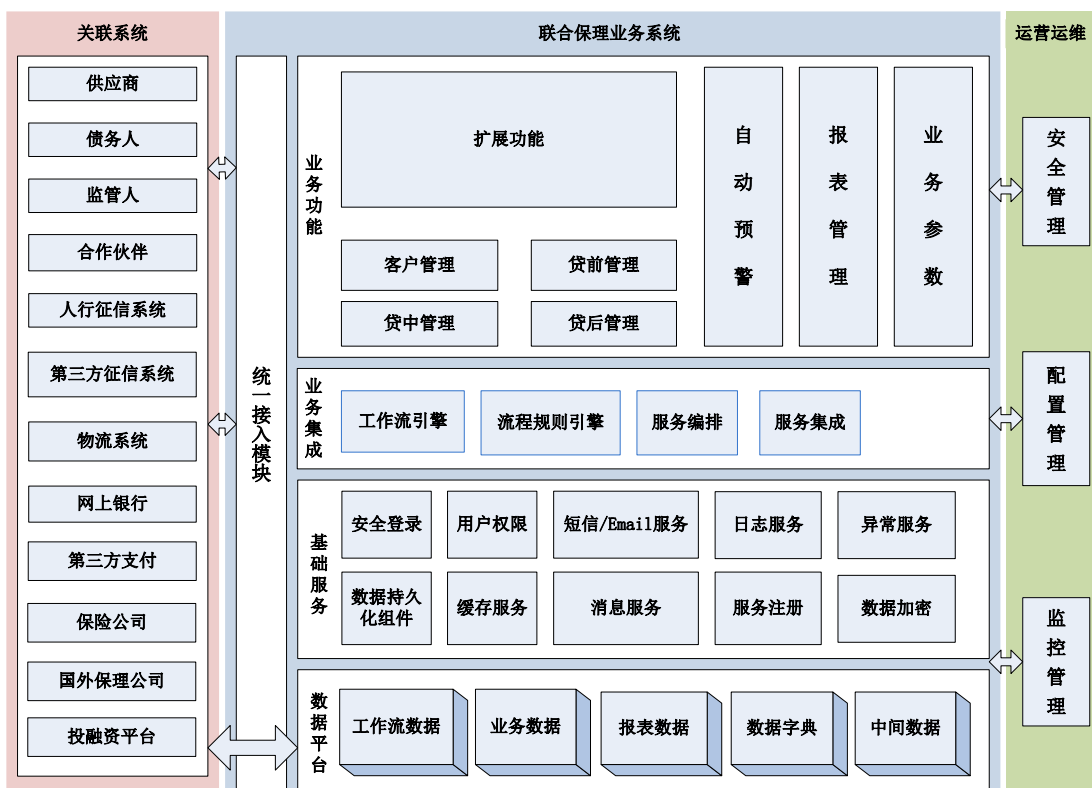 关联系统
供应商
债务人
监管人
合作伙伴
人行征信系统
第三方征信系统
物流系统
网上银行
第三方支付
保险公司
国外保理公司
投融资平台
联合保理业务系统
统一接入模块
业务功能
扩展功能
客户管理
贷前管理
贷中管理
贷后管理
自动预警
报表管理
业务参数
业务集成
工作流引擎
流程规则引擎
服务编排
服务集成
基础服务
安全登录
用户权限
短信/Email服务
日志服务
异常服务
数据持久
化组件
缓存服务
消息服务
服务注册
数据加密
数据平台
工作流数据
业务数据
报表数据
数据字典
中间数据
运营运维
安全管理
配置管理
监控管理